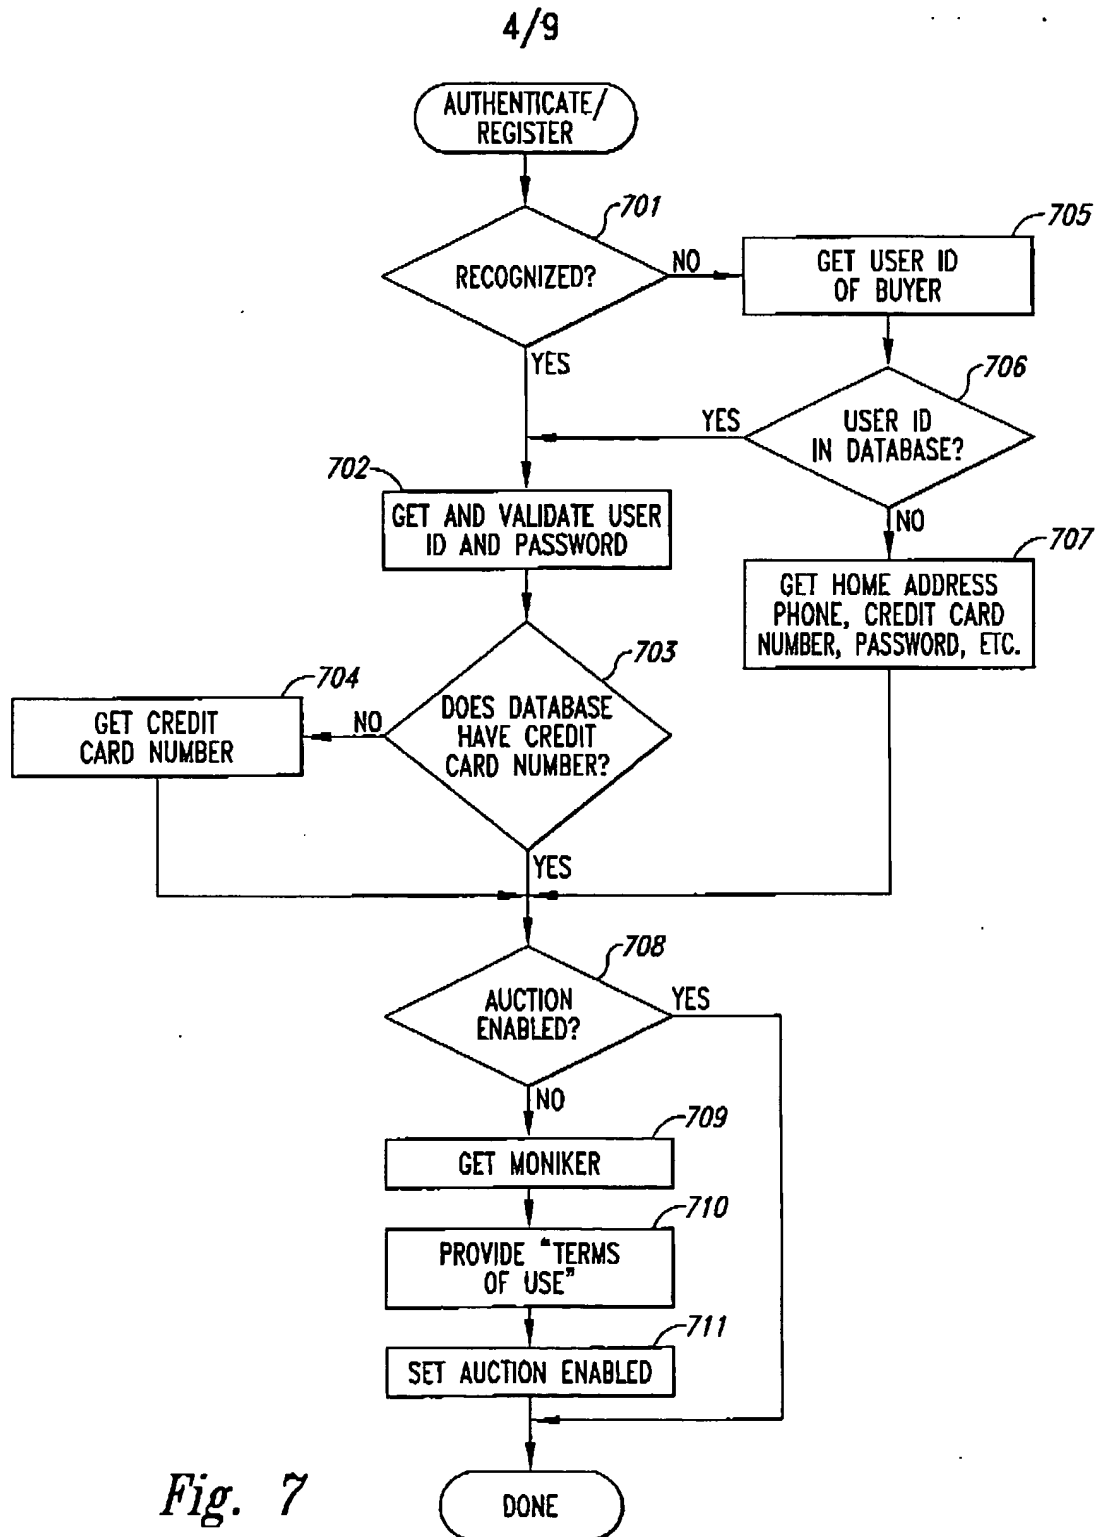 4/9
AUTHENTICATE/
REGISTER
701
RECOGNIZED?
NO
YES
705
GET USER ID
OF BUYER
706
USER ID
IN DATABASE?
YES
NO
702
GET AND VALIDATE USER
ID AND PASSWORD
707
GET HOME ADDRESS
PHONE, CREDIT CARD
NUMBER, PASSWORD, ETC.
703
DOES DATABASE
HAVE CREDIT
CARD NUMBER?
NO
YES
704
GET CREDIT
CARD NUMBER
708
AUCTION
ENABLED?
YES
NO
709
GET MONIKER
710
PROVIDE "TERMS
OF USE"
711
SET AUCTION ENABLED
DONE
Fig. 7